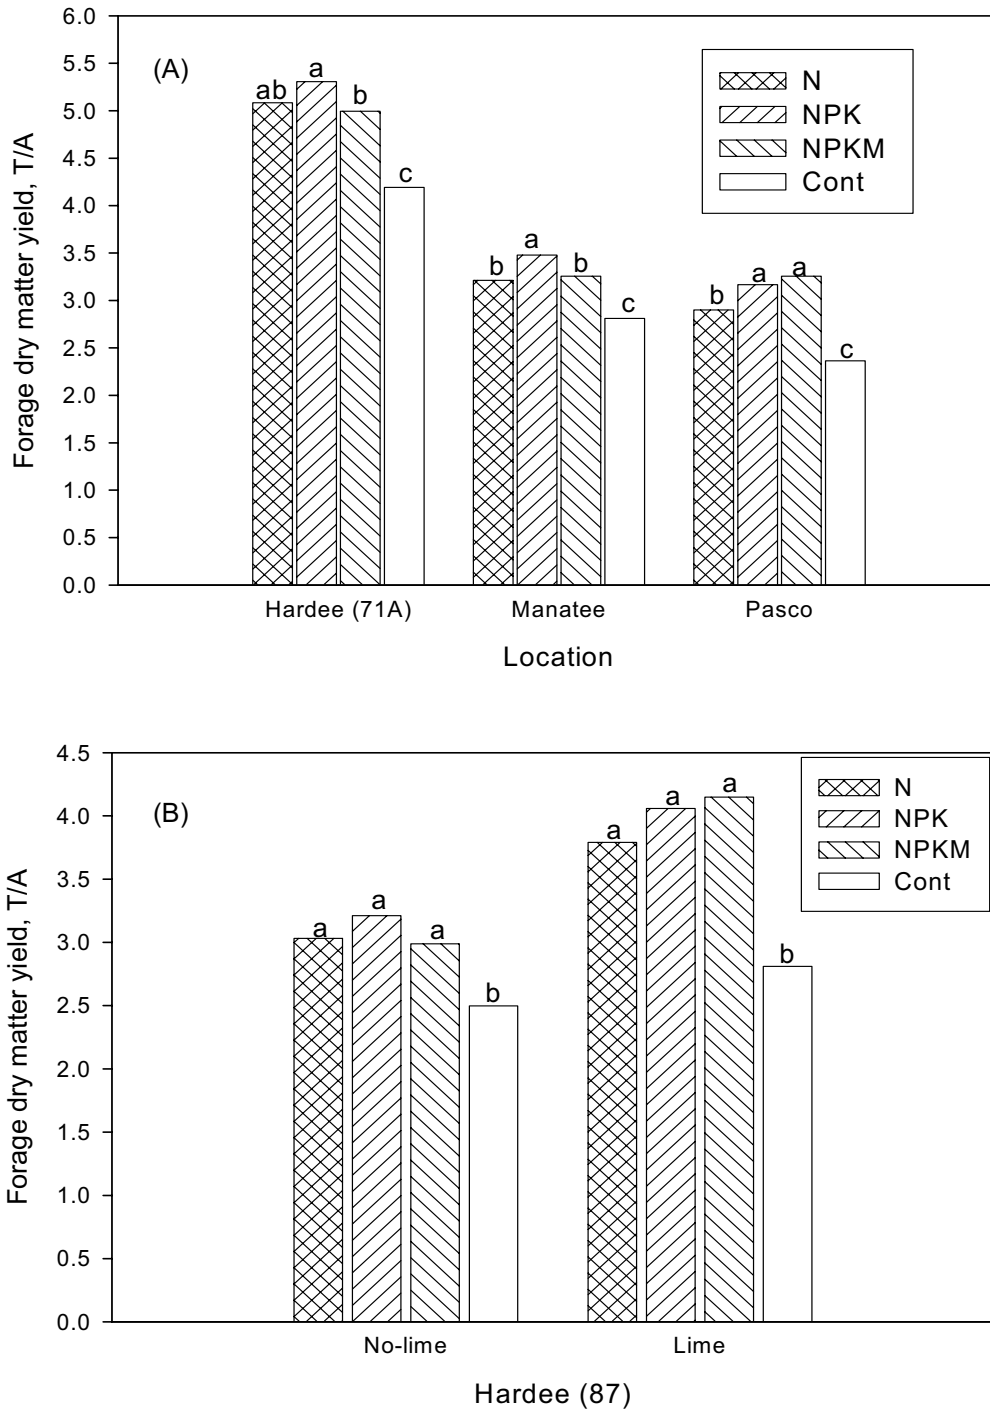 6.0
5.5
5.0
4.5
4.0
3.5
3.0
2.5
2.0
1.5
1.0
0.5
0.0
Forage dry matter yield, T/A
(A)
ab a b c
b a b c
b a a c
N
NPK
NPKM
Cont
Hardee (71A) Manatee Pasco
Location
4.5
4.0
3.5
3.0
2.5
2.0
1.5
1.0
0.5
0.0
Forage dry matter yield, T/A
(B)
a a a b
a a a b
N
NPK
NPKM
Cont
No-lime Lime
Hardee (87)